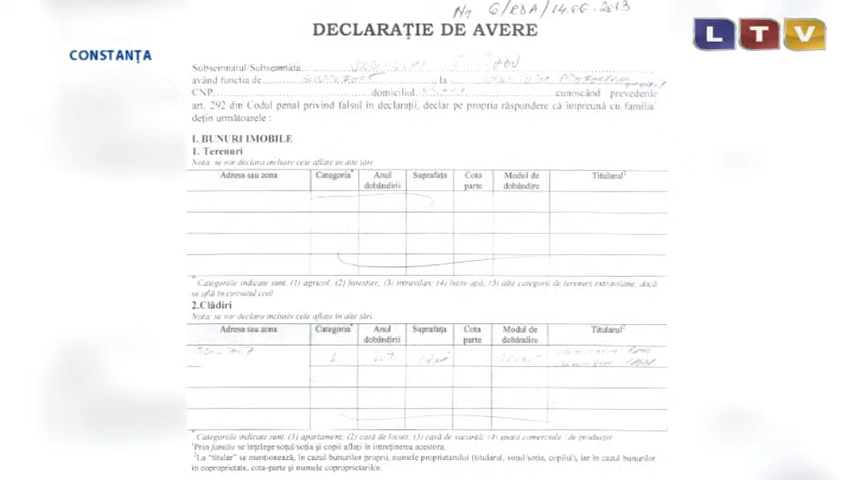 Nr 6/RDA/14.06.2013
LTV
DECLARAȚIE DE AVERE
CONSTANȚA
Subsemnatul/Subsemnata
având funcția de la
CNP domiciliul cunoscând prevederile
art. 292 din Codul penal privind falsul în declarații, declar pe propria răspundere că împreună cu familia
dețin următoarele :
I. BUNURI IMOBILE
1. Terenuri
Nota: se vor declara inclusiv cele aflate în alte țări
Adresa sau zona Categoria* Anul dobândirii Suprafața Cota parte Modul de dobândire Titularul2
*Categoriile indicate sunt: (1) agricol; (2) forestier; (3) intravilan; (4) luciu apă; (5) alte categorii de terenuri extravilane, dacă
se află în circuitul civil
2.Clădiri
Nota: se vor declara inclusiv cele aflate în alte țări
Adresa sau zona Categoria* Anul dobândirii Suprafața Cota parte Modul de dobândire Titularul2
*Categoriile indicate sunt: (1) apartament; (2) casă de locuit; (3) casă de vacanță; (4) spații comerciale/ de producție
1Prin familie se înțelege soțul/soția și copiii aflați în întreținerea acestora.
2La "titular" se menționează, în cazul bunurilor proprii, numele proprietarului (titularul, soțul/soția, copilul), iar în cazul bunurilor
în coproprietate, cota-parte și numele coproprietarilor.